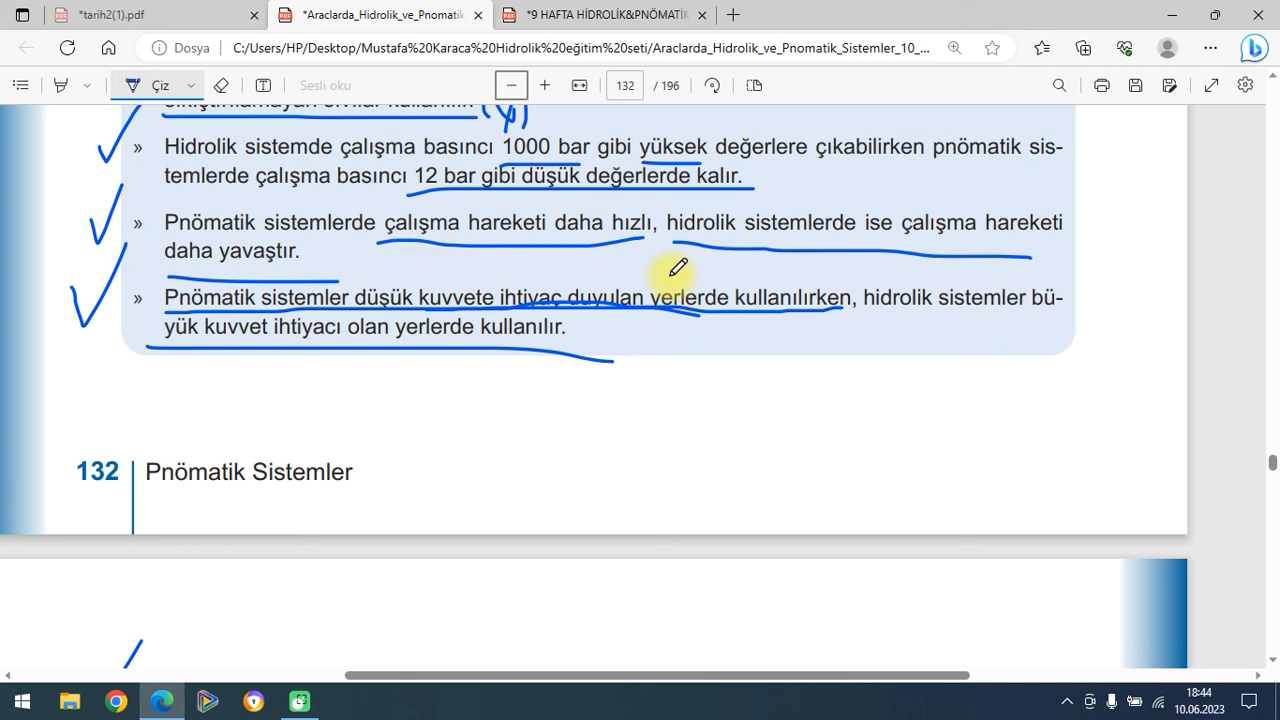 *tarih2(1).pdf
*Araclarda_Hidrolik_ve_Pnomatik
*9 HAFTA HİDROLİK&PNÖMATİK
Dosya
C:/Users/HP/Desktop/Mustafa%20Karaca%20Hidrolik%20eğitim%20seti/Araclarda_Hidrolik_ve_Pnomatik_Sistemler_10_...
Çiz
Sesli oku
132 / 196
» Hidrolik sistemde çalışma basıncı 1000 bar gibi yüksek değerlere çıkabilirken pnömatik sis-
temlerde çalışma basıncı 12 bar gibi düşük değerlerde kalır.
» Pnömatik sistemlerde çalışma hareketi daha hızlı, hidrolik sistemlerde ise çalışma hareketi
daha yavaştır.
» Pnömatik sistemler düşük kuvvete ihtiyaç duyulan yerlerde kullanılırken, hidrolik sistemler bü-
yük kuvvet ihtiyacı olan yerlerde kullanılır.
132 Pnömatik Sistemler
18:44
10.06.2023